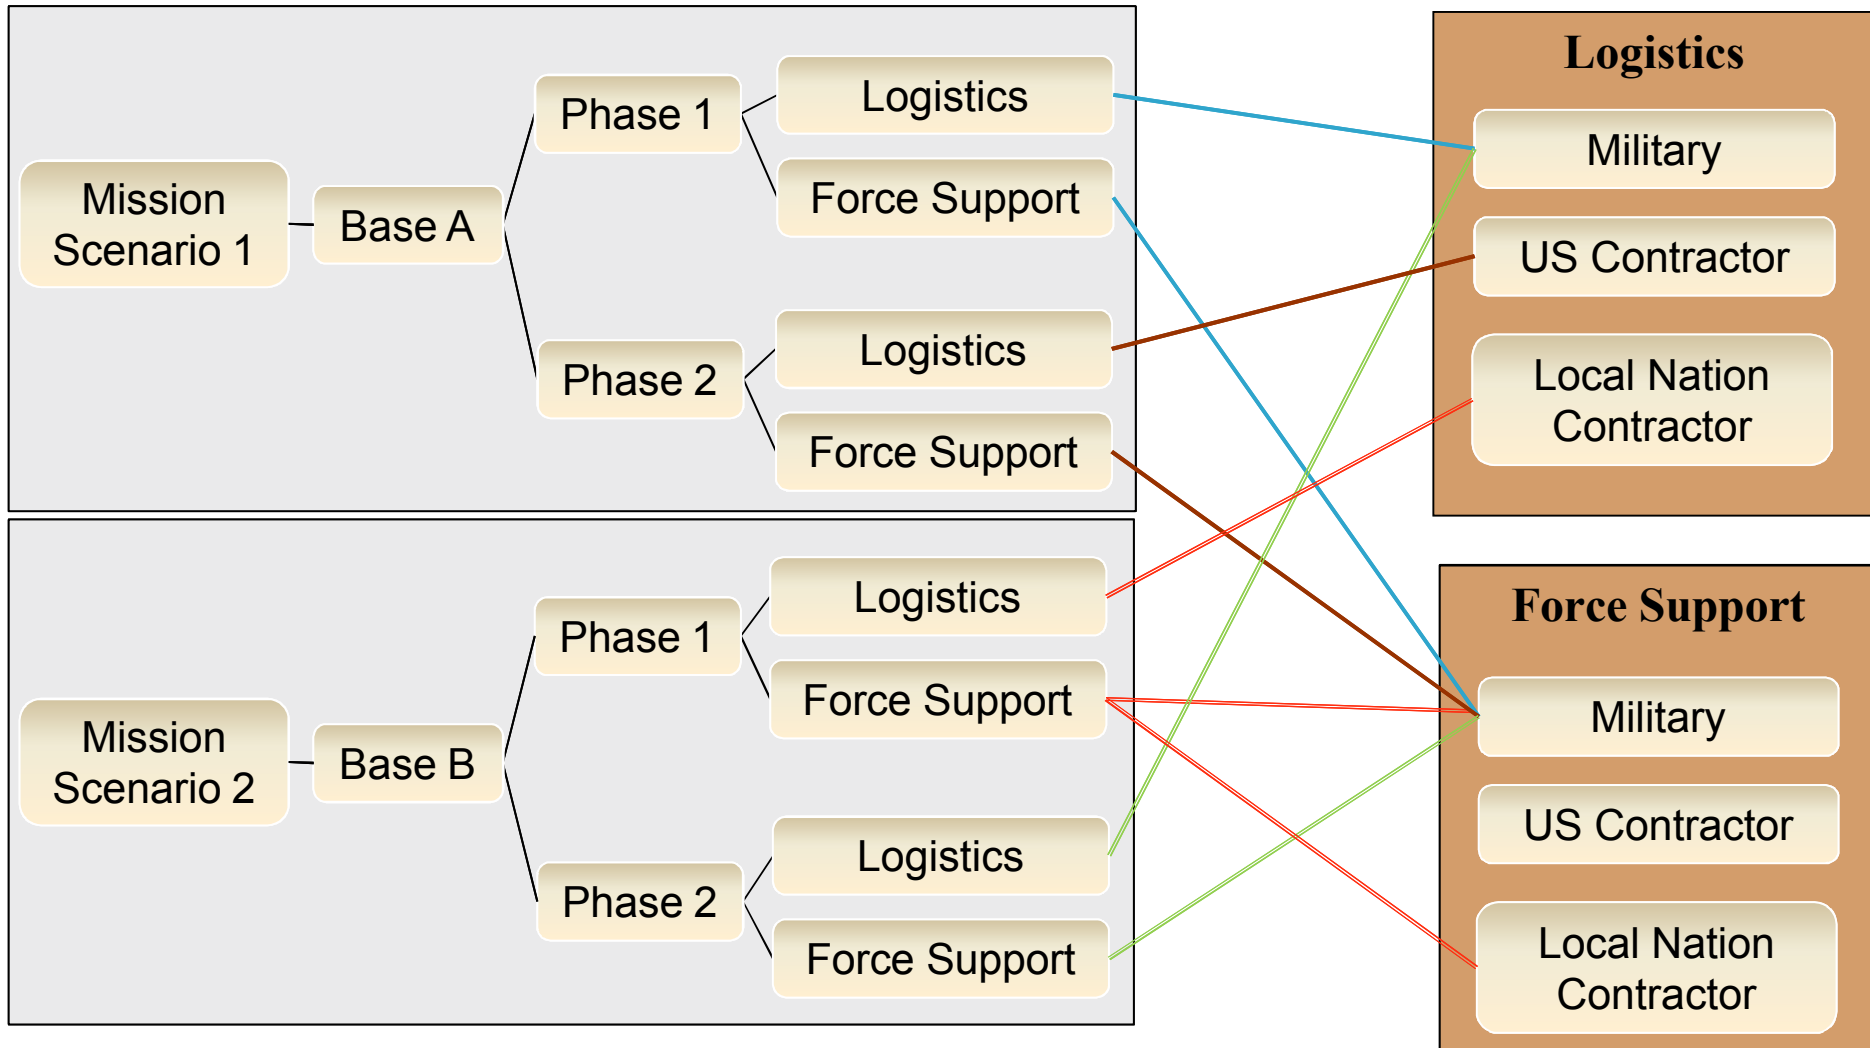 Mission
Scenario 1
Base A
Phase 1
Logistics
Force Support
Phase 2
Logistics
Force Support
Mission
Scenario 2
Base B
Phase 1
Logistics
Force Support
Phase 2
Logistics
Force Support
Logistics
Military
US Contractor
Local Nation
Contractor
Force Support
Military
US Contractor
Local Nation
Contractor